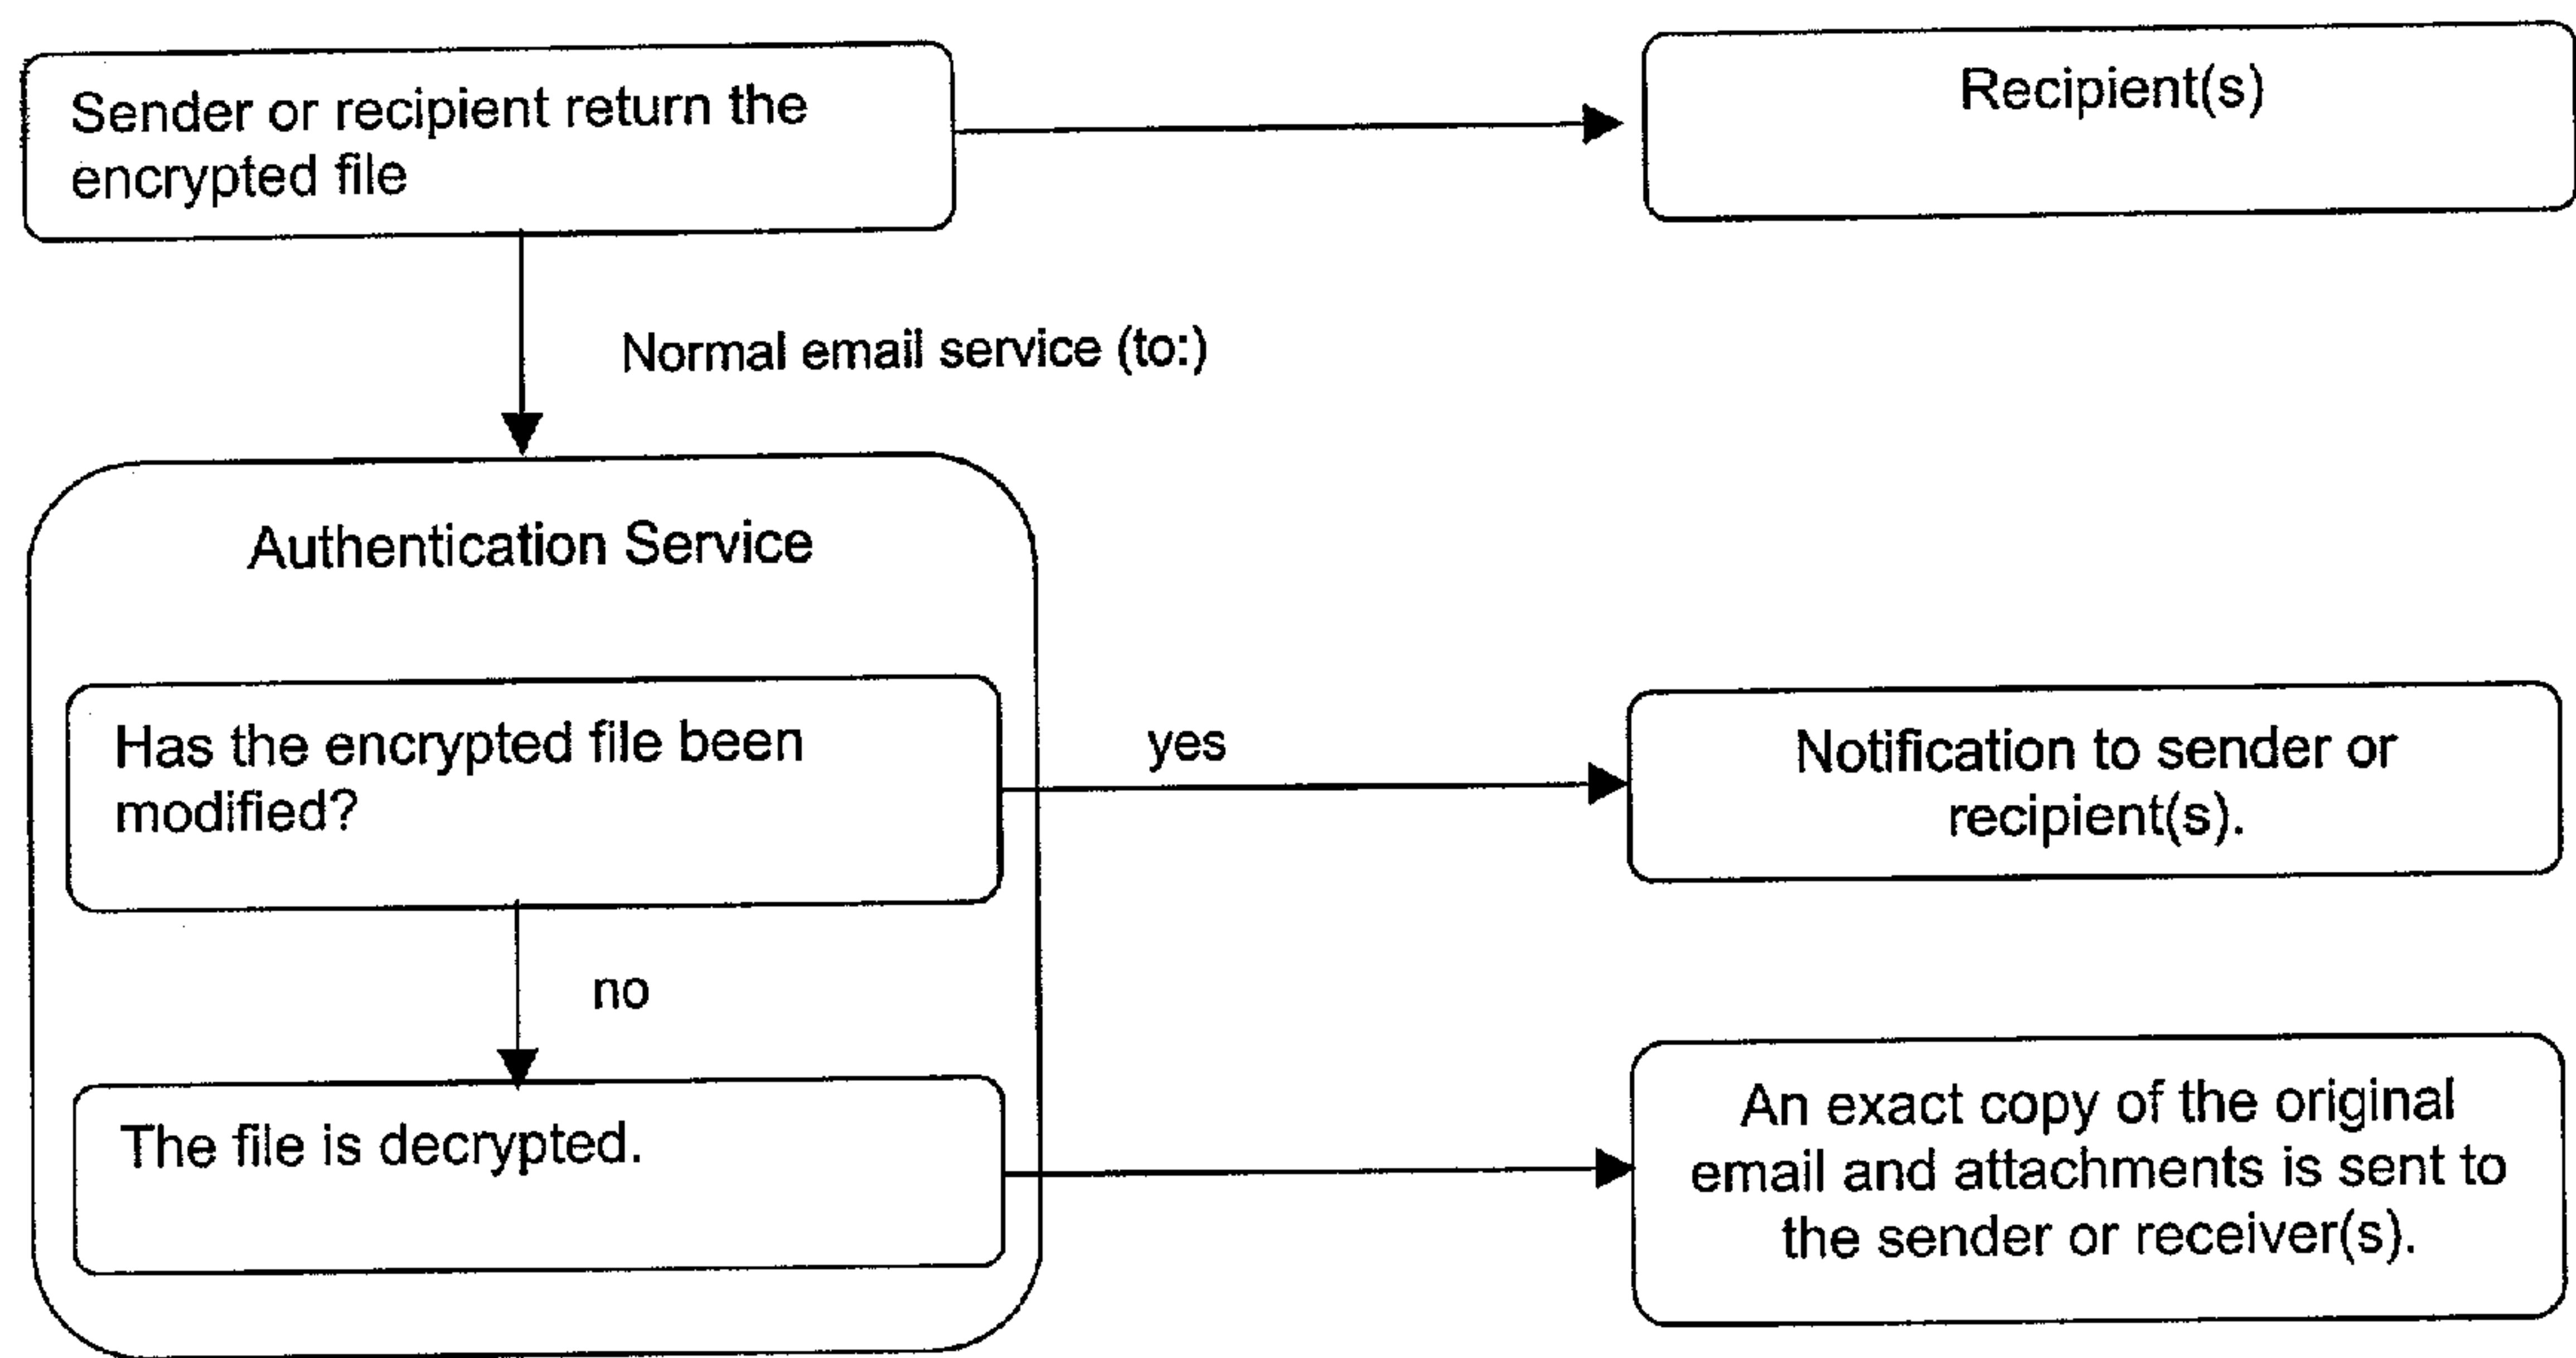 Sender or recipient return the
encrypted file
Recipient(s)
Normal email service (to:)
Authentication Service
Has the encrypted file been
modified?
yes
Notification to sender or
recipient(s).
no
The file is decrypted.
An exact copy of the original
email and attachments is sent to
the sender or receiver(s).